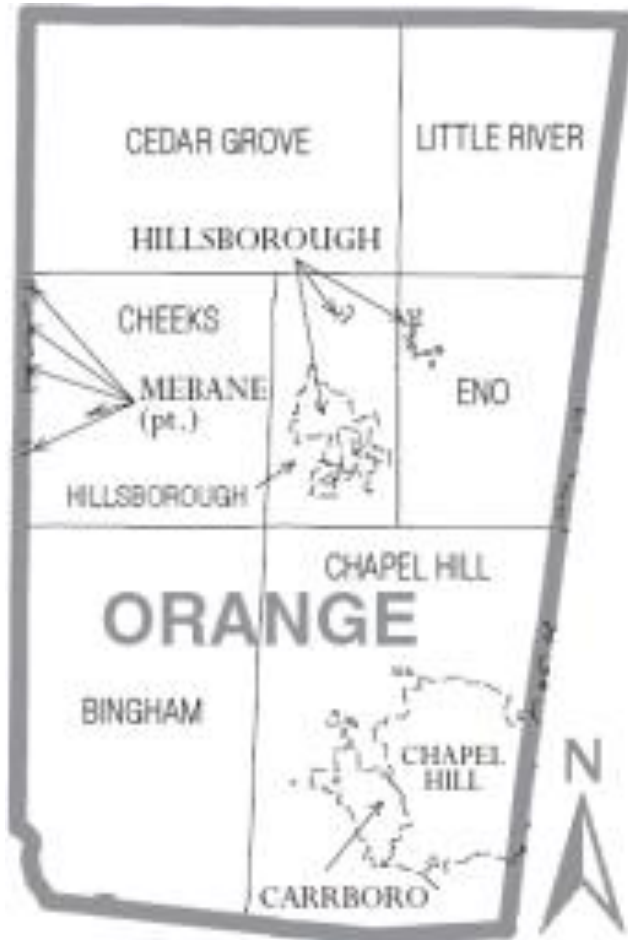 CEDAR GROVE
LITTLE RIVER
HILLSBOROUGH
CHEEKS
MEBANE
(pt.)
ENO
HILLSBOROUGH
CHAPEL HILL
ORANGE
BINGHAM
CHAPEL
HILL
N
CARRBORO